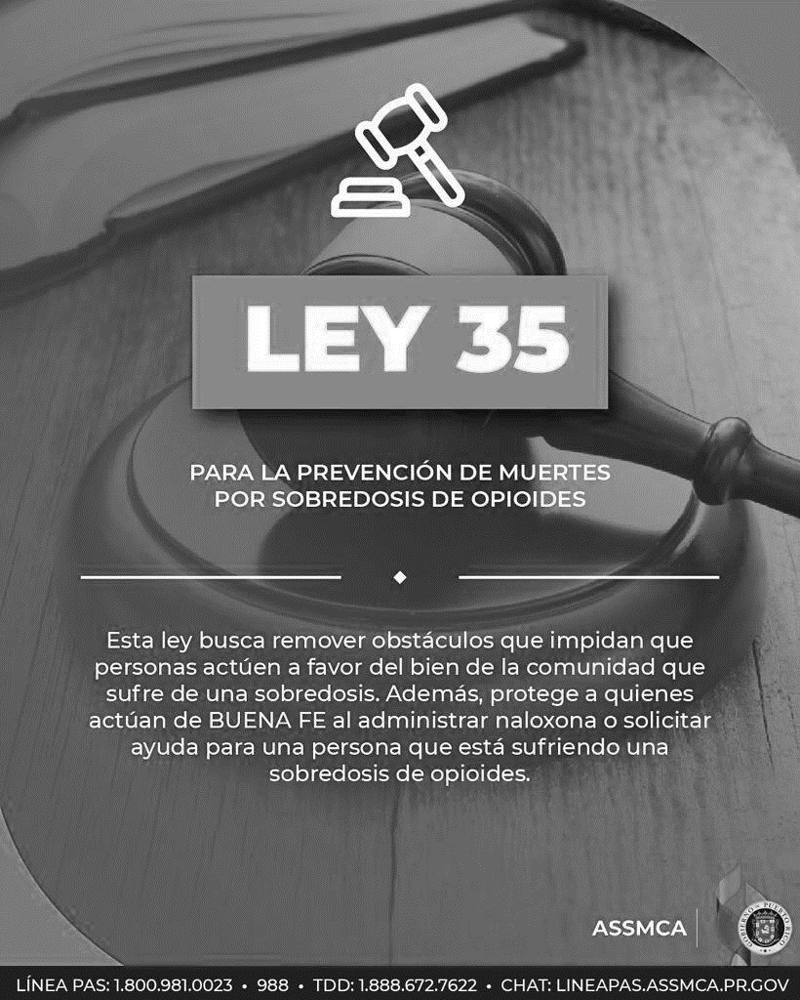 LEY 35
PARA LA PREVENCIÓN DE MUERTES
POR SOBREDOSIS DE OPIOIDES
Esta ley busca remover obstáculos que impidan que
personas actúen a favor del bien de la comunidad que
sufre de una sobredosis. Además, protege a quienes
actúan de BUENA FE al administrar naloxona o solicitar
ayuda para una persona que está sufriendo una
sobredosis de opioides.
ASSMCA
GOBIERNO DE PUERTO RICO
LÍNEA PAS: 1.800.981.0023 • 988 • TDD: 1.888.672.7622 • CHAT: LINEAPAS.ASSMCA.PR.GOV